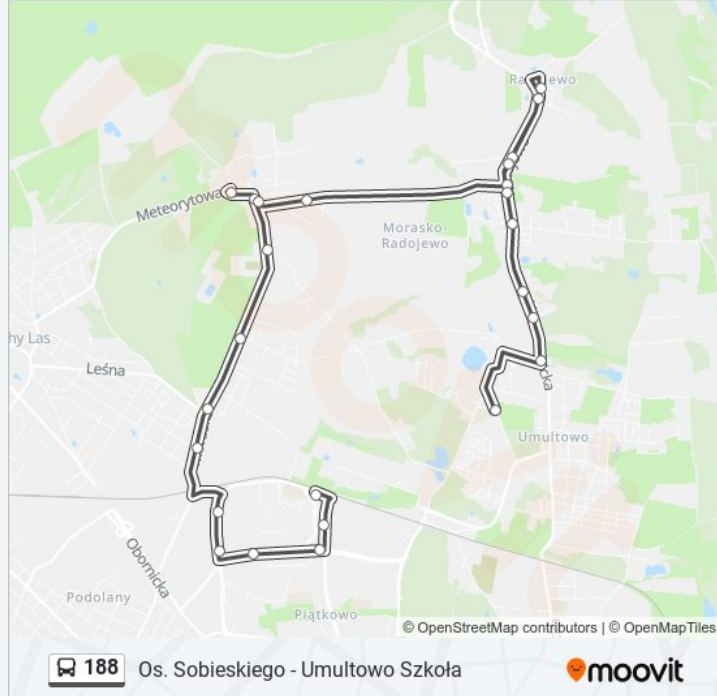 Radojewo
Meteorytowa
Morasko-
Radojewo
hy Las
Leśna
cka
Umultowo
Obornicka
Podolany
Piątkowo
© OpenStreetMap contributors | © OpenMapTiles
188 Os. Sobieskiego - Umultowo Szkoła moovit